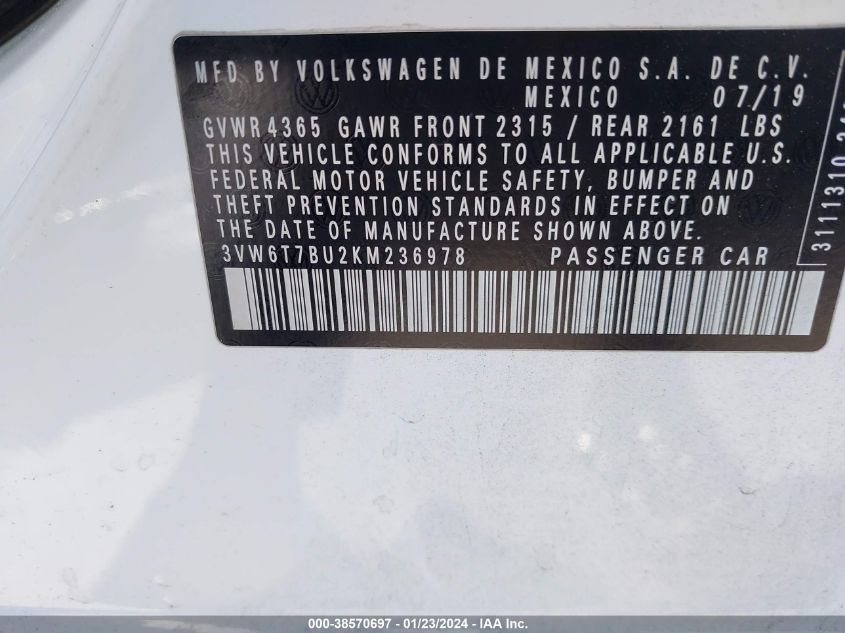 MFD BY VOLKSWAGEN DE MEXICO S.A. DE C.V.
MEXICO 07/19
GVWR 4365 GAWR FRONT 2315 / REAR 2161 LBS
THIS VEHICLE CONFORMS TO ALL APPLICABLE U.S.
FEDERAL MOTOR VEHICLE SAFETY, BUMPER AND
THEFT PREVENTION STANDARDS IN EFFECT ON
THE DATE OF MANUFACTURE SHOWN ABOVE.
3VW6T7BU2KM236978 PASSENGER CAR
3111310
000-38570697 / 01/23/2024 - IAA Inc.